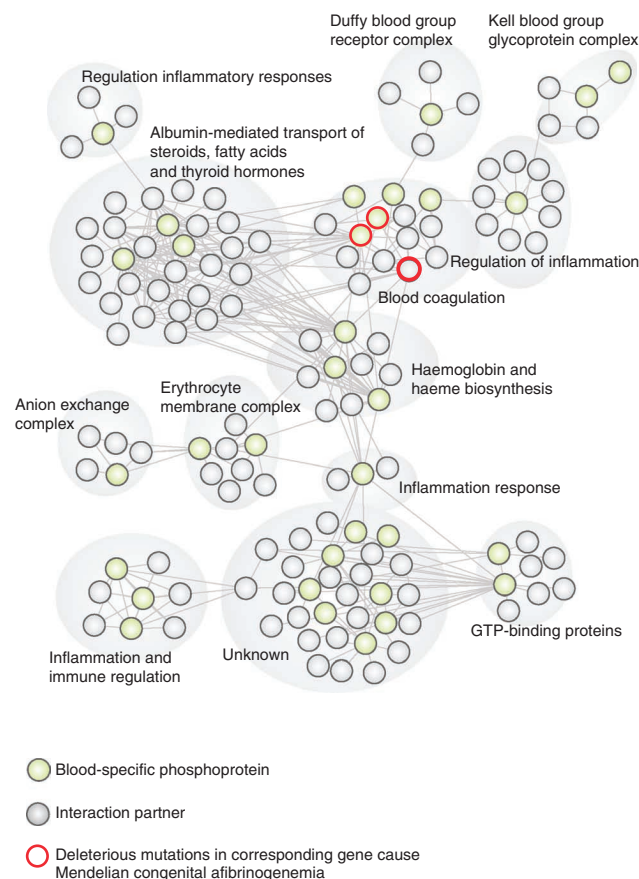 Duffy blood group
receptor complex
Kell blood group
glycoprotein complex
Regulation inflammatory responses
Albumin-mediated transport of
steroids, fatty acids
and thyroid hormones
Regulation of inflammation
Blood coagulation
Haemoglobin and
haeme biosynthesis
Erythrocyte
membrane complex
Anion exchange
complex
Inflammation response
GTP-binding proteins
Inflammation and
immune regulation
Unknown
Blood-specific phosphoprotein
Interaction partner
Deleterious mutations in corresponding gene cause
Mendelian congenital afibrinogenemia